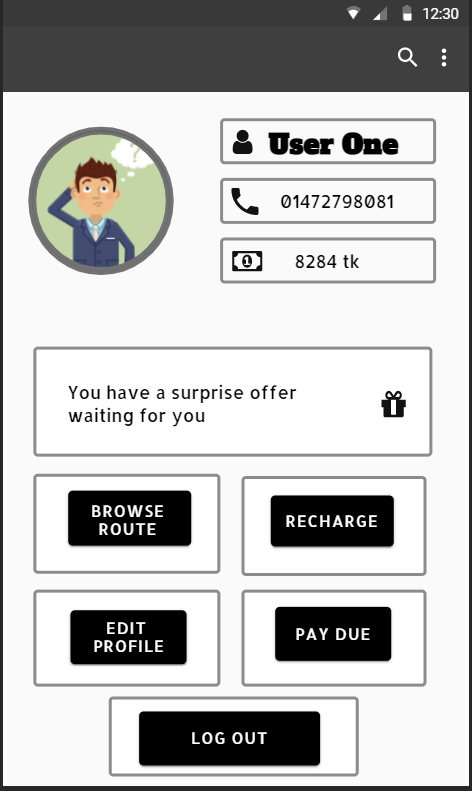 12:30
User One
01472798081
8284 tk
You have a surprise offer
waiting for you
BROWSE
ROUTE
RECHARGE
EDIT
PROFILE
PAY DUE
LOG OUT